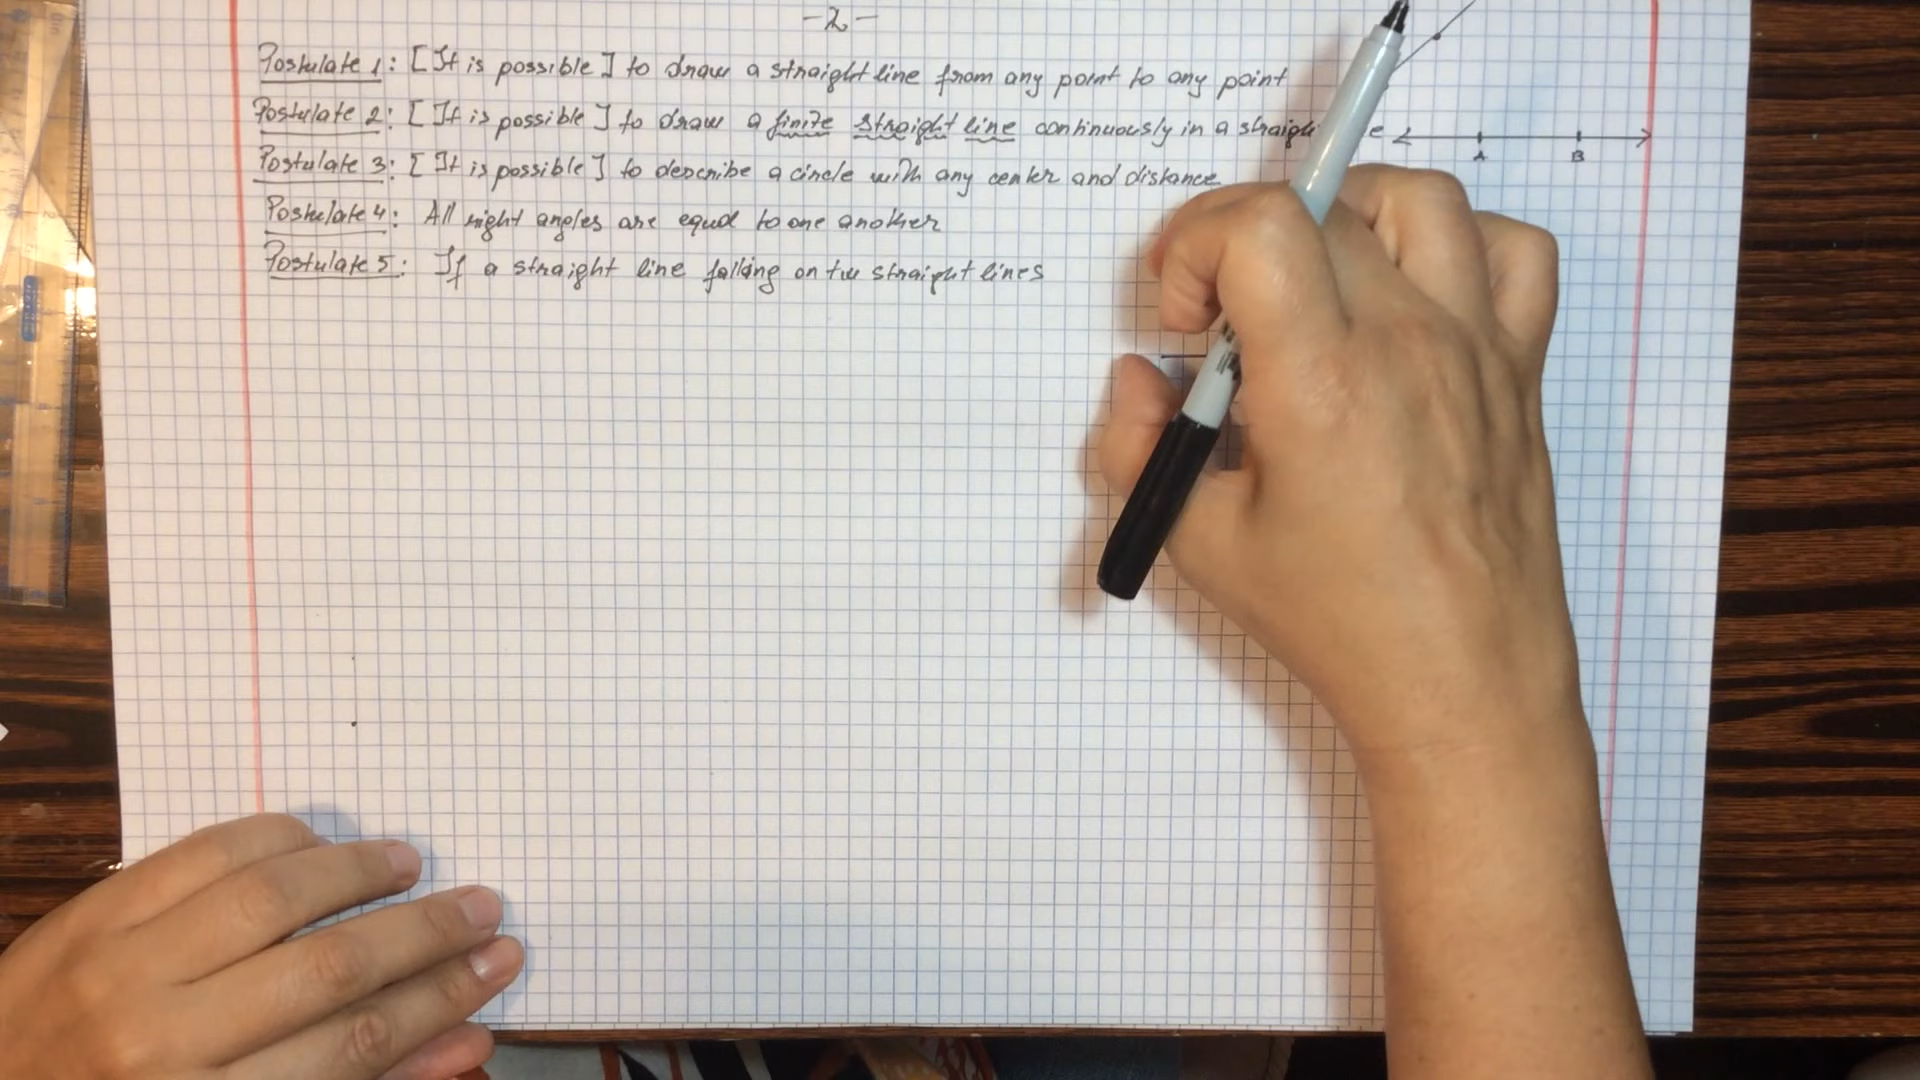 -2-
Postulate 1: [It is possible] to draw a straight line from any point to any point
Postulate 2: [It is possible] to draw a finite straight line continuously in a straigh e
A B
Postulate 3: [It is possible] to describe a circle with any center and distance
Postulate 4: All right angles are equal to one another
Postulate 5: If a straight line falling on two straight lines